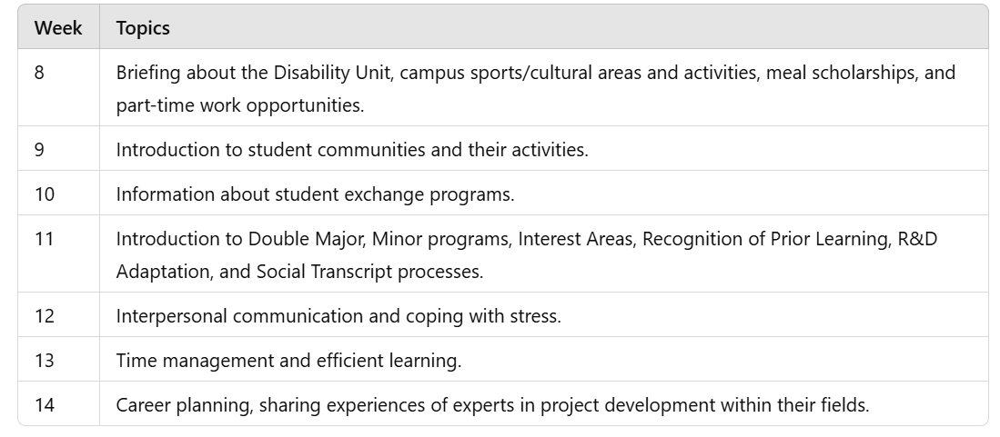 Week Topics
8 Briefing about the Disability Unit, campus sports/cultural areas and activities, meal scholarships, and
part-time work opportunities.
9 Introduction to student communities and their activities.
10 Information about student exchange programs.
11 Introduction to Double Major, Minor programs, Interest Areas, Recognition of Prior Learning, R&D
Adaptation, and Social Transcript processes.
12 Interpersonal communication and coping with stress.
13 Time management and efficient learning.
14 Career planning, sharing experiences of experts in project development within their fields.